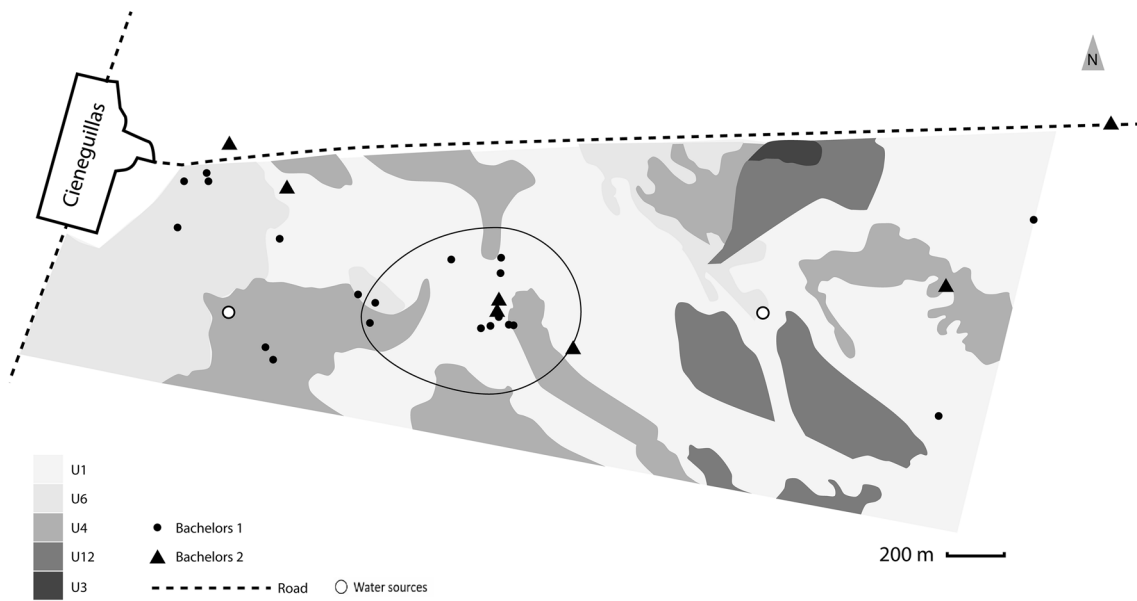 Cieneguillas
N
U1
U6
U4
U12
U3
Bachelors 1
Bachelors 2
Road
Water sources
200 m